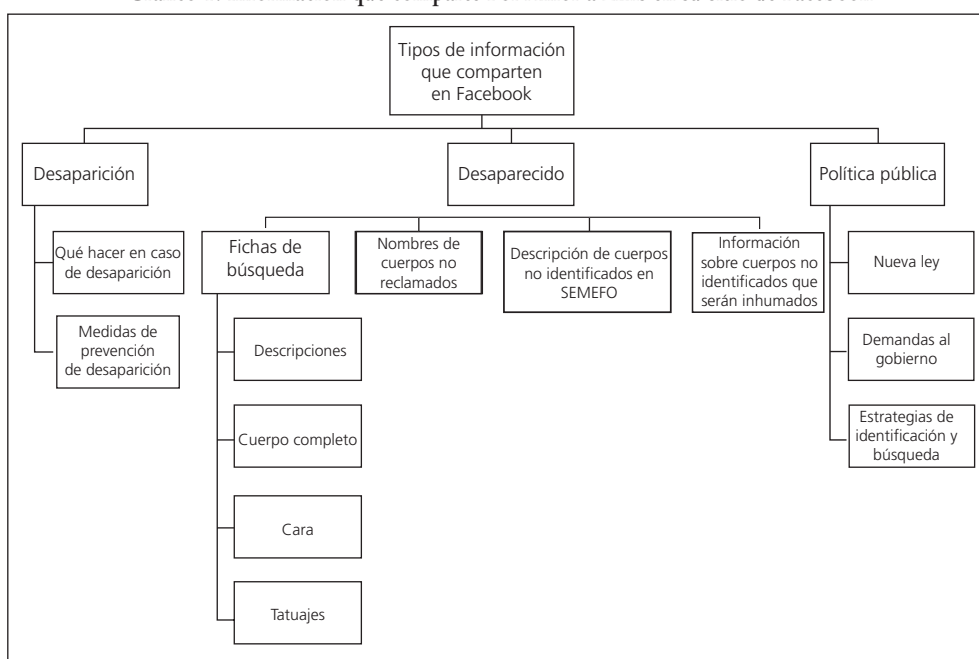 Tipos de información
que comparten
en Facebook
Desaparición
Desaparecido
Política pública
Qué hacer en caso
de desaparición
Medidas de
prevención
de desaparición
Fichas de
búsqueda
Nombres de
cuerpos no
reclamados
Descripción de cuerpos
no identificados en
SEMEFO
Información
sobre cuerpos no
identificados que
serán inhumados
Descripciones
Cuerpo completo
Cara
Tatuajes
Nueva ley
Demandas al
gobierno
Estrategias de
identificación y
búsqueda